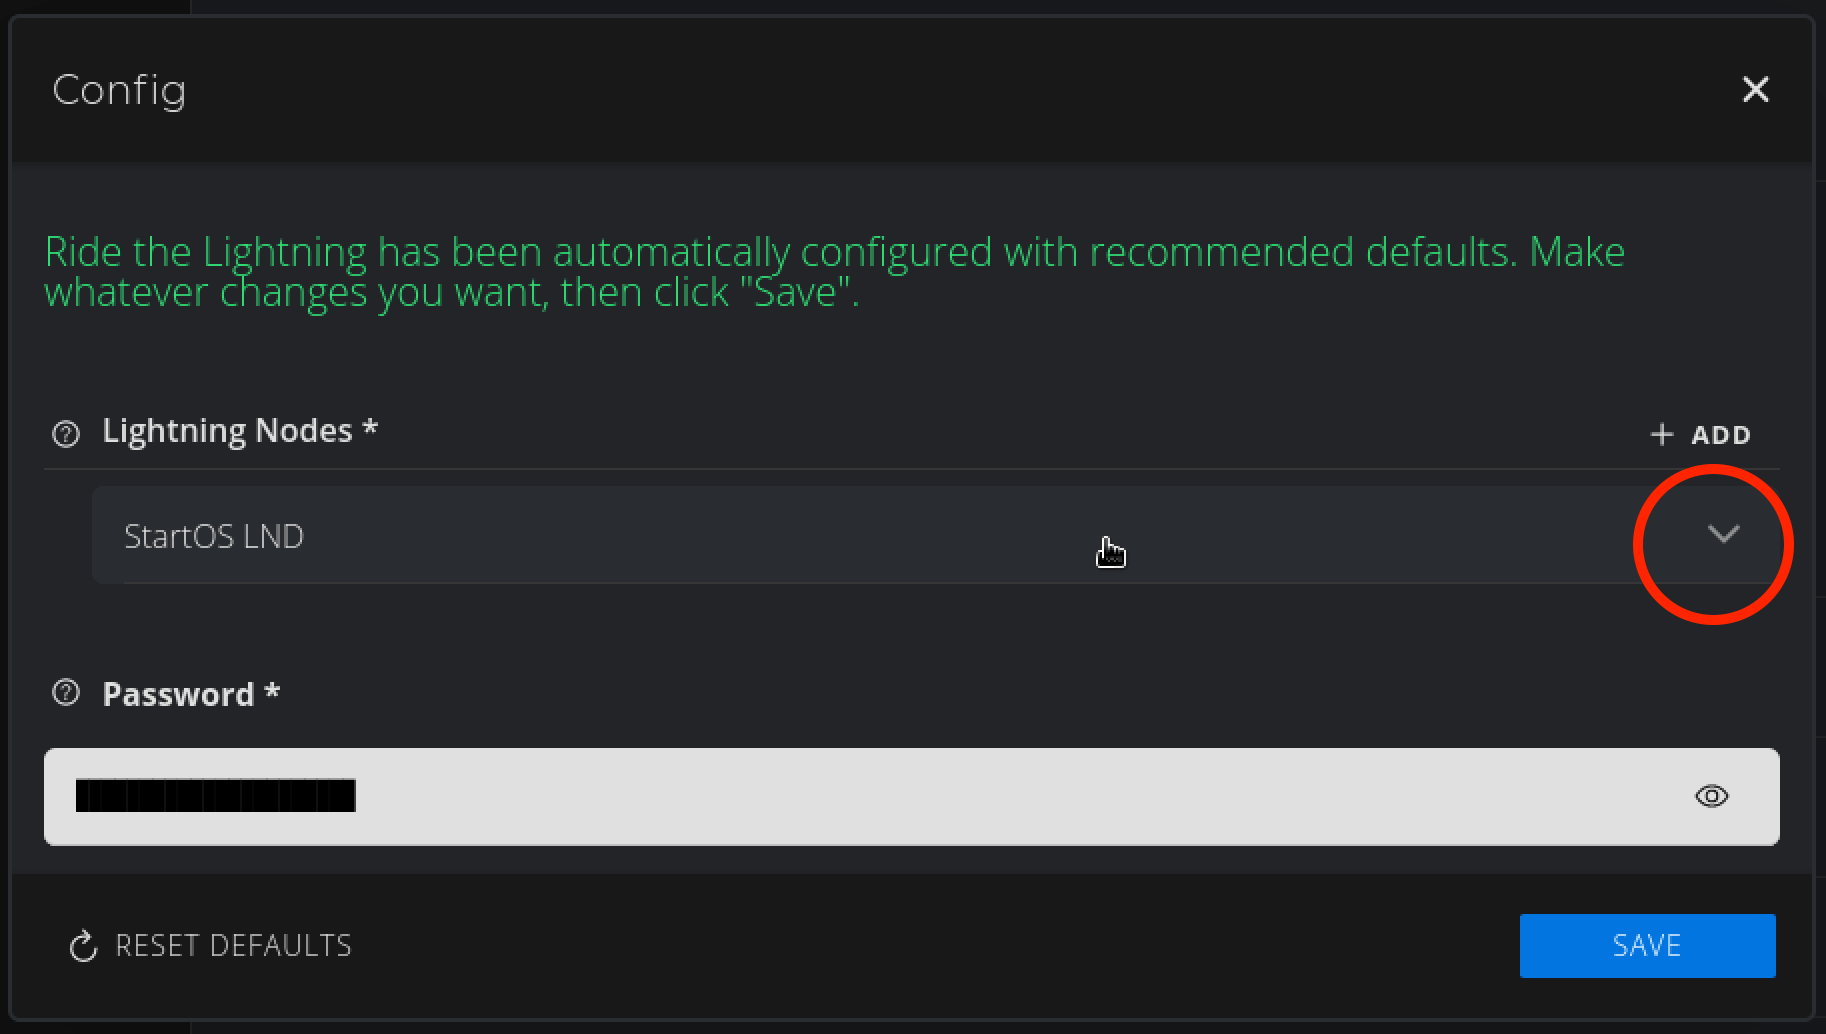 Config
Ride the Lightning has been automatically configured with recommended defaults. Make
whatever changes you want, then click "Save".
Lightning Nodes *
+ ADD
StartOS LND
Password *
RESET DEFAULTS
SAVE